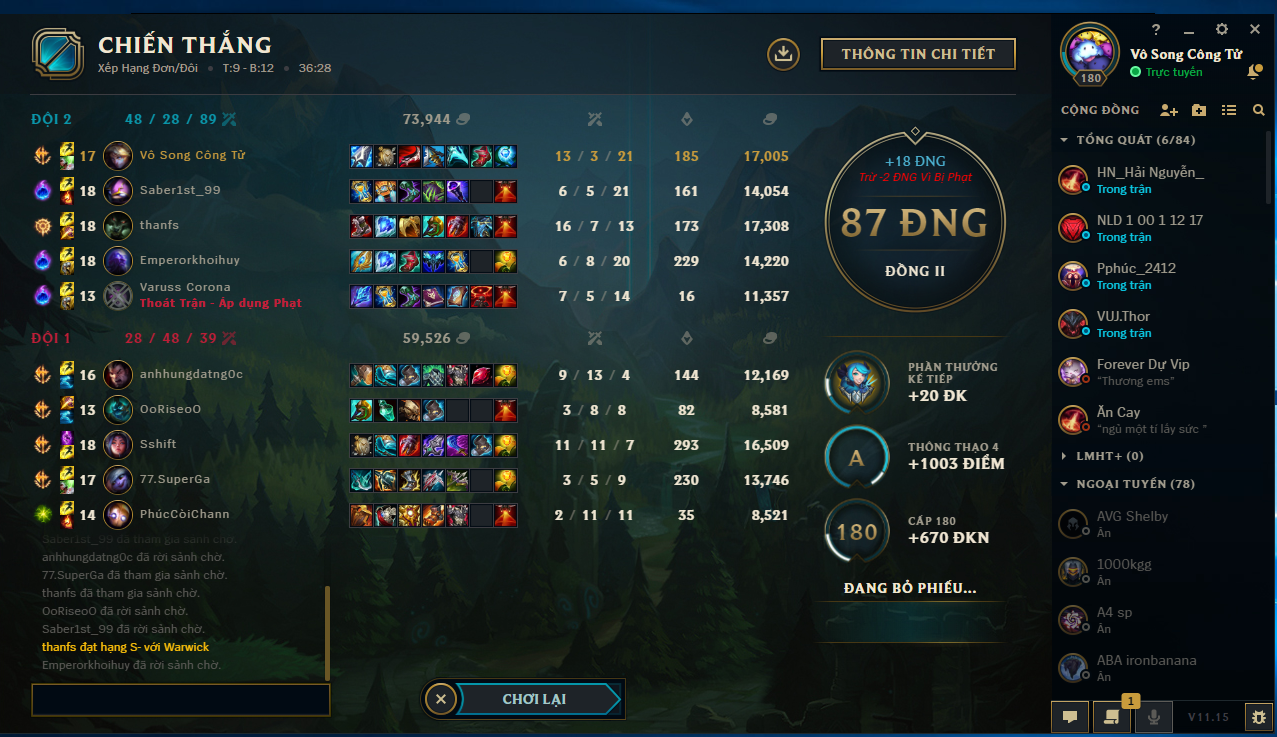 CHIẾN THẮNG
Xếp Hạng Đơn/Đôi • T:9 - B:12 • 36:28
THÔNG TIN CHI TIẾT
ĐỘI 2 48 / 28 / 89 73,944
17 Vô Song Công Tử 13 / 3 / 21 185 17,005
18 Saber1st_99 6 / 5 / 21 161 14,054
18 thanfs 16 / 7 / 13 173 17,308
18 Emperorkhoihuy 6 / 8 / 20 229 14,220
13 Varuss Corona 7 / 5 / 14 16 11,357
Thoát Trận - Áp dụng Phạt
ĐỘI 1 28 / 48 / 39 59,526
16 anhhungdatng0c 9 / 13 / 4 144 12,169
13 OoRiseoO 3 / 8 / 8 82 8,581
18 Sshift 11 / 11 / 7 293 16,509
17 77.SuperGa 3 / 5 / 9 230 13,746
14 PhúcCòiChann 2 / 11 / 11 35 8,521
Saber1st_99 đã tham gia sảnh chờ.
anhhungdatng0c đã rời sảnh chờ.
77.SuperGa đã tham gia sảnh chờ.
thanfs đã tham gia sảnh chờ.
OoRiseoO đã rời sảnh chờ.
Saber1st_99 đã rời sảnh chờ.
thanfs đạt hạng S- với Warwick
Emperorkhoihuy đã rời sảnh chờ.
CHƠI LẠI
+18 ĐNG
Trừ -2 ĐNG Vì Bị Phạt
87 ĐNG
ĐỒNG II
PHẦN THƯỞNG
KẾ TIẾP
+20 ĐK
A
THÔNG THẠO 4
+1003 ĐIỂM
180
CẤP 180
+670 ĐKN
ĐANG BỎ PHIẾU...
?
Vô Song Công Tử
Trực tuyến
180
CỘNG ĐỒNG
TỔNG QUÁT (6/84)
HN_Hải Nguyễn_
Trong trận
NLD 1 00 1 12 17
Trong trận
Pphúc_2412
Trong trận
VUJ.Thor
Trong trận
Forever Dự Vip
“Thương ems”
Ăn Cay
“ngủ một tí lấy sức ”
LMHT+ (0)
NGOẠI TUYẾN (78)
AVG Shelby
Ẩn
1000kgg
Ẩn
A4 sp
Ẩn
ABA ironbanana
Ẩn
1
V11.15